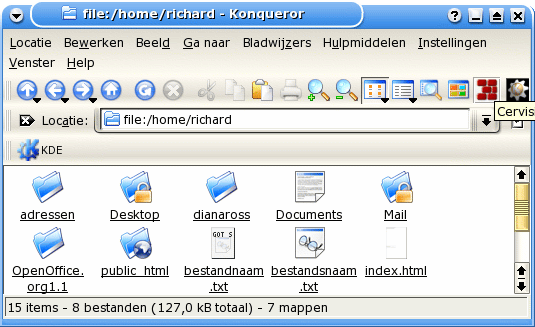 file:/home/richard - Konqueror
Locatie Bewerken Beeld Ga naar Bladwijzers Hulpmiddelen Instellingen
Venster Help
Locatie: file:/home/richard
Cervis
KDE
adressen Desktop dianaross Documents Mail
OpenOffice. public_html bestandnaam bestandsnaam index.html
org1.1 .txt .txt
15 items - 8 bestanden (127,0 kB totaal) - 7 mappen